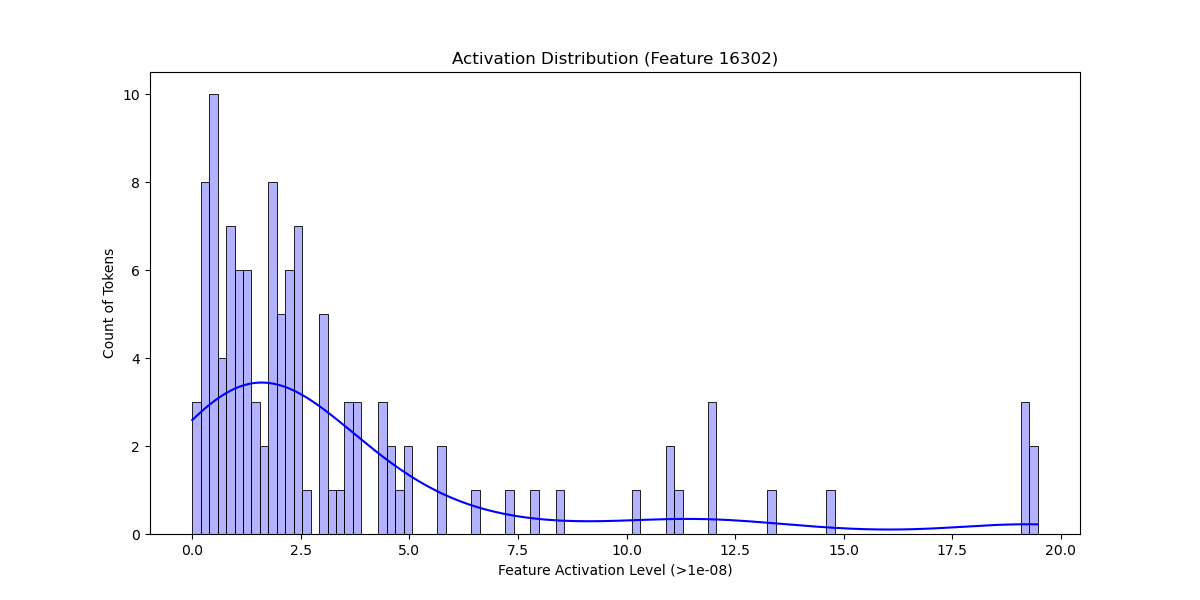 Activation Distribution (Feature 16302)
10
8
6
4
2
0
Count of Tokens
0.0 2.5 5.0 7.5 10.0 12.5 15.0 17.5 20.0
Feature Activation Level (>1e-08)